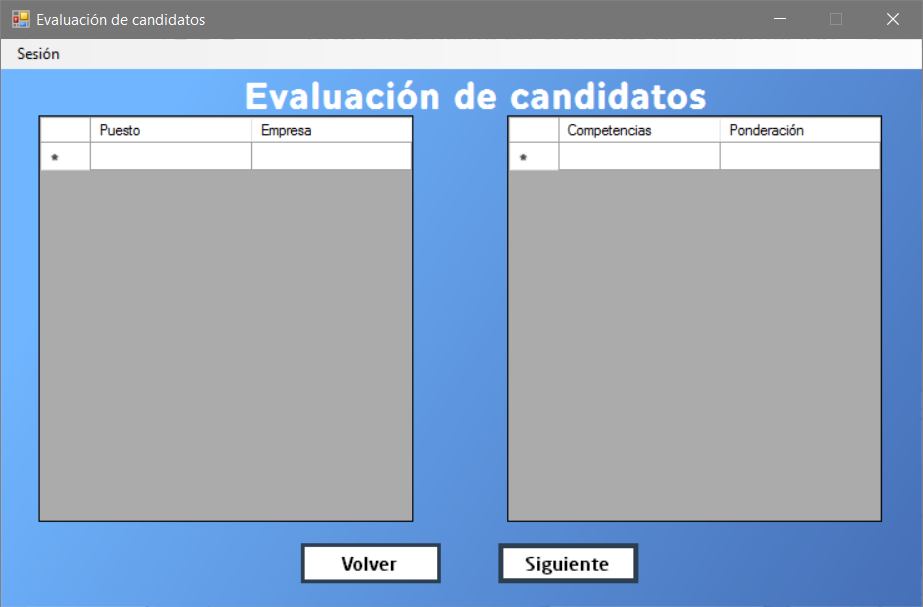 Evaluación de candidatos
Sesión
Evaluación de candidatos
Puesto Empresa
*
Competencias Ponderación
*
Volver Siguiente